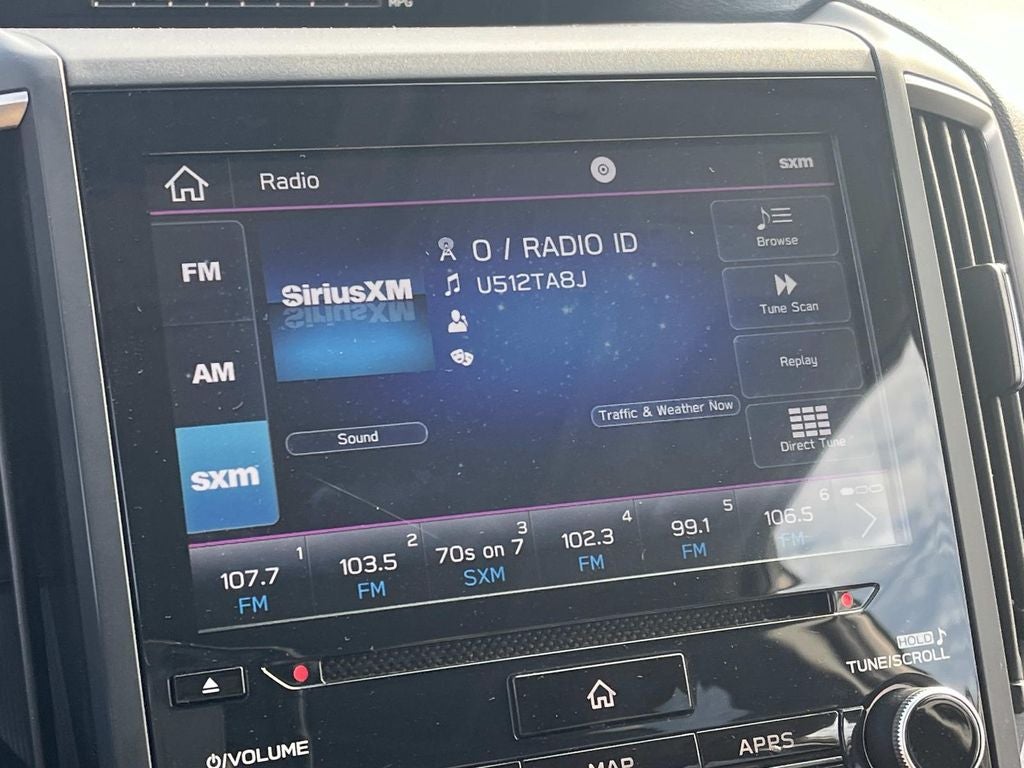 MPG
Radio
sxm
FM
AM
sxm
SiriusXM
0 / RADIO ID
U512TA8J
Browse
Tune Scan
Replay
Direct Tune
Sound
Traffic & Weather Now
1
107.7
FM
2
103.5
FM
3
70s on 7
SXM
4
102.3
FM
5
99.1
FM
6
106.5
FM
HOLD
TUNE/SCROLL
VOLUME
MAP
APPS